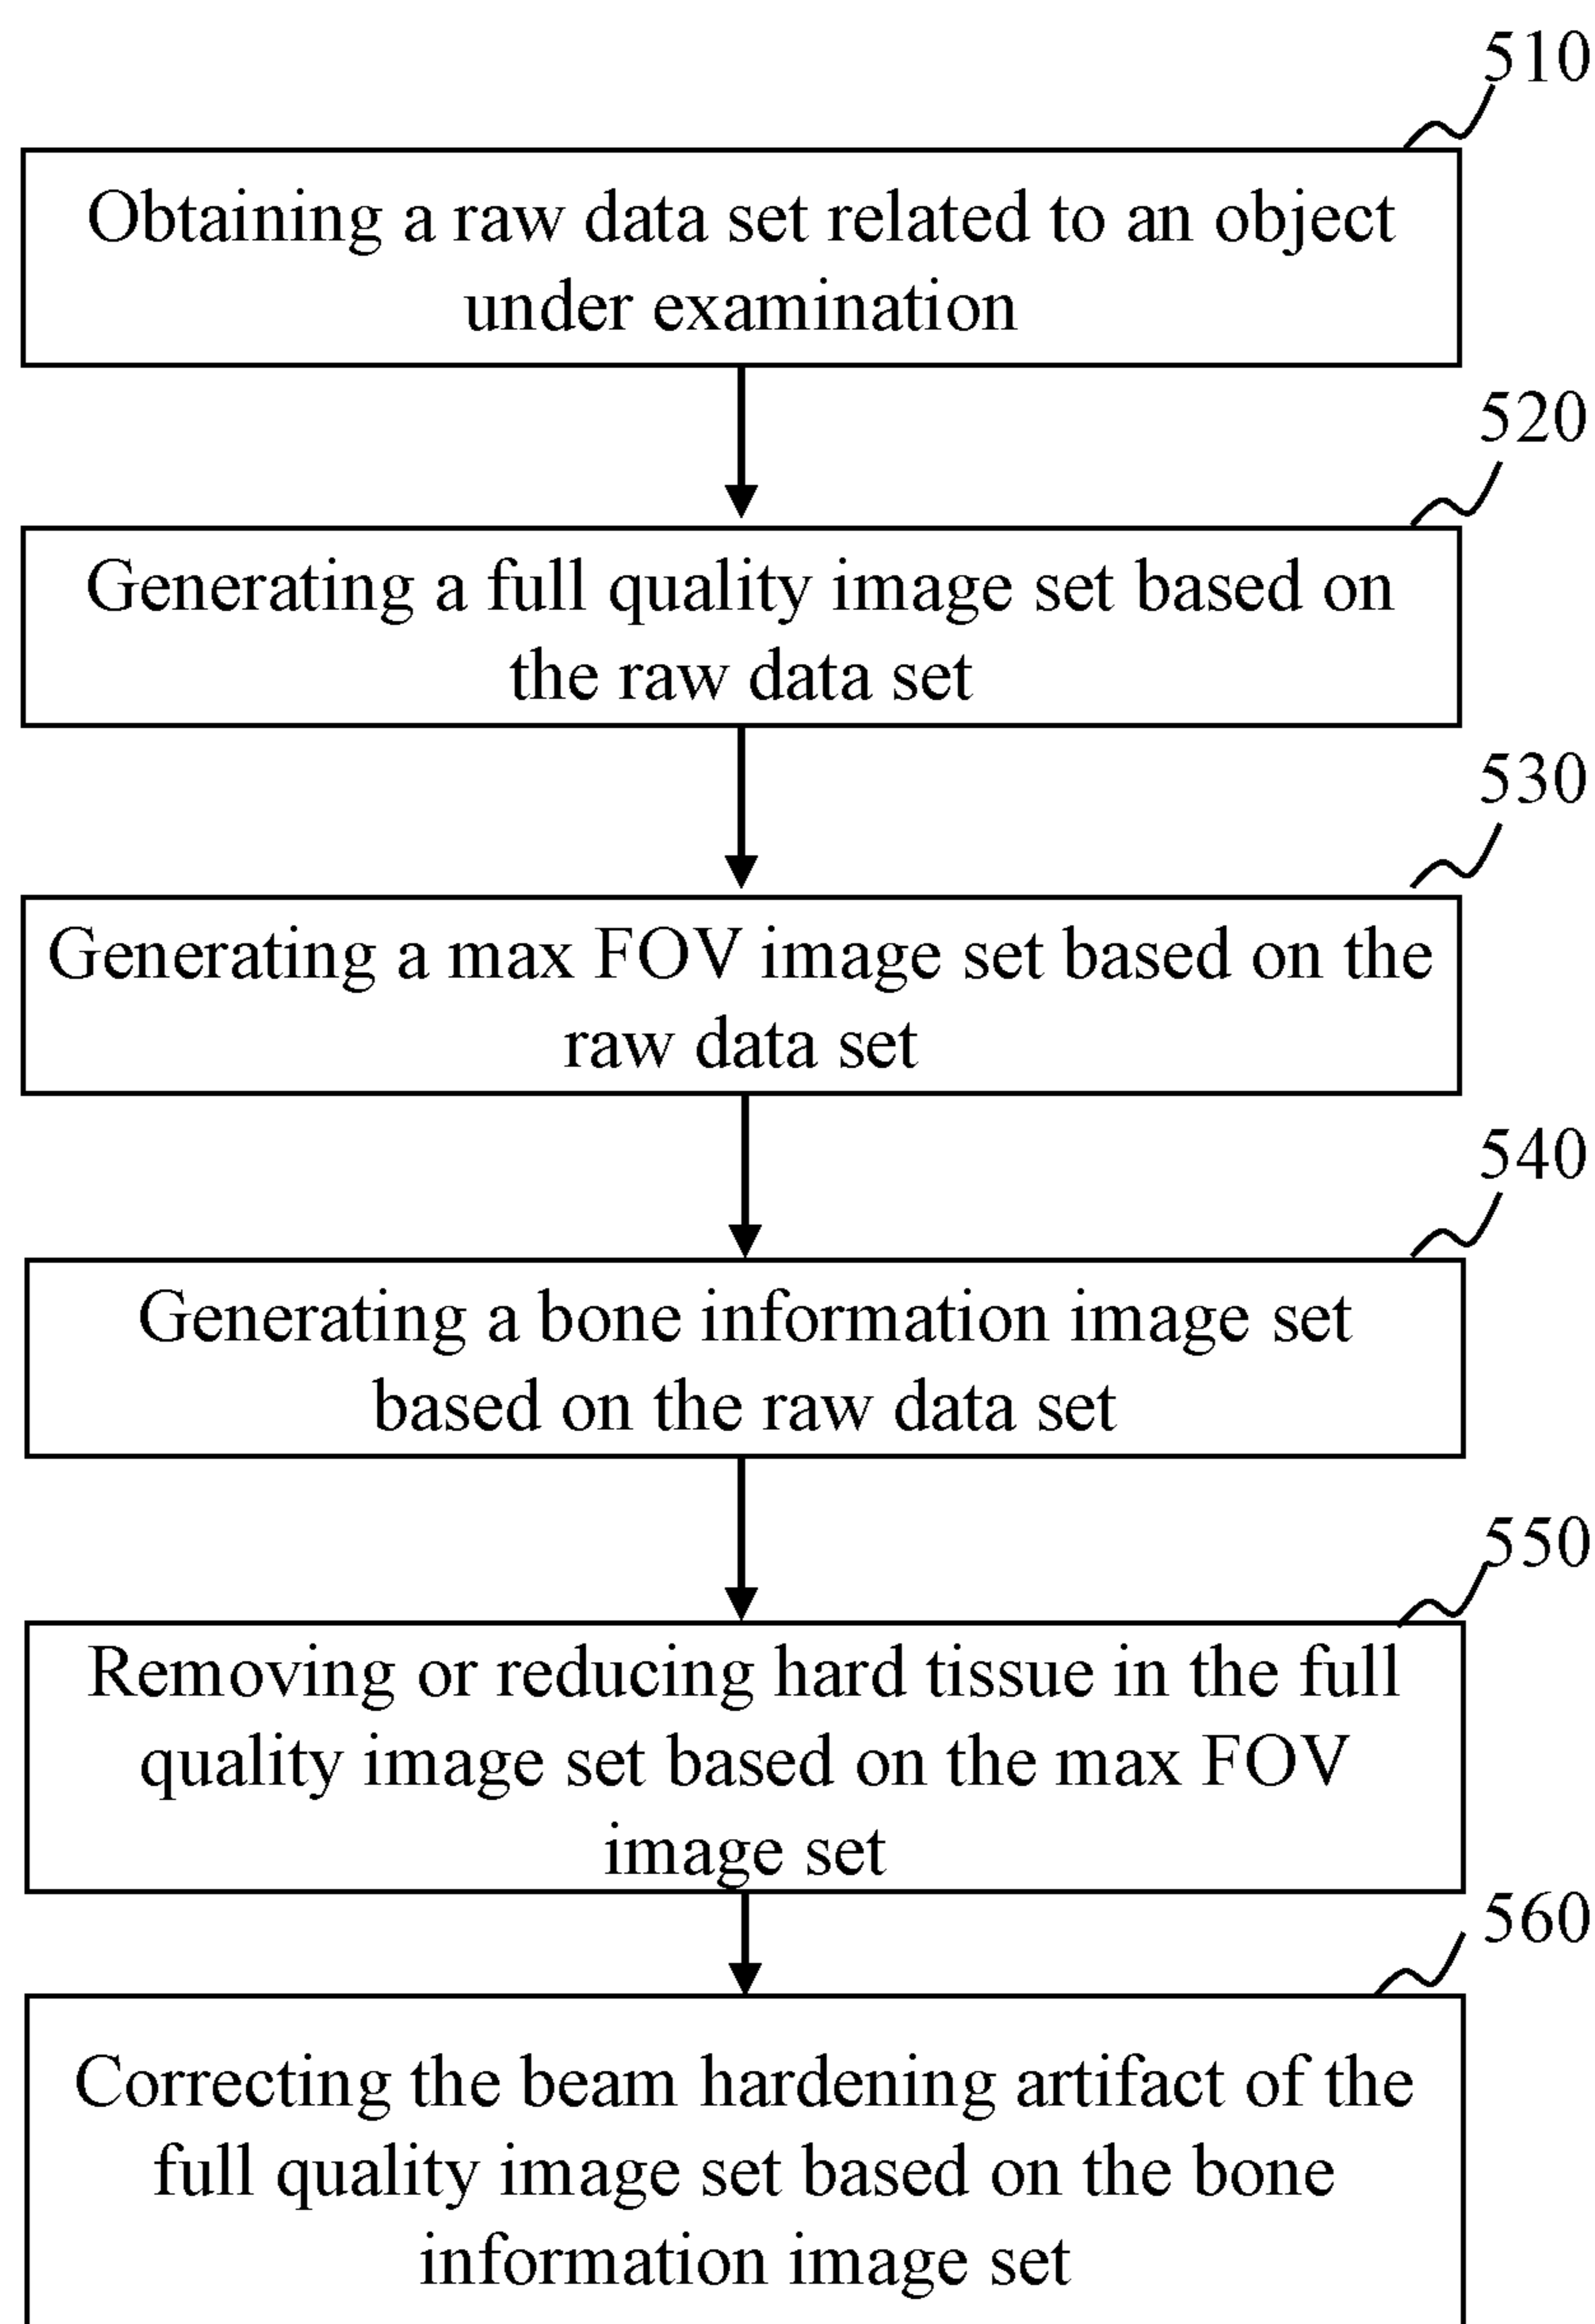 510
Obtaining a raw data set related to an object
under examination
520
Generating a full quality image set based on
the raw data set
530
Generating a max FOV image set based on the
raw data set
540
Generating a bone information image set
based on the raw data set
550
Removing or reducing hard tissue in the full
quality image set based on the max FOV
image set
560
Correcting the beam hardening artifact of the
full quality image set based on the bone
information image set